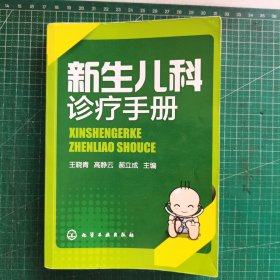 新生儿科
诊疗手册
XINSHENGERKE
ZHENLIAO SHOUCE
王晓青 高静云 郝立成 主编
化学工业出版社